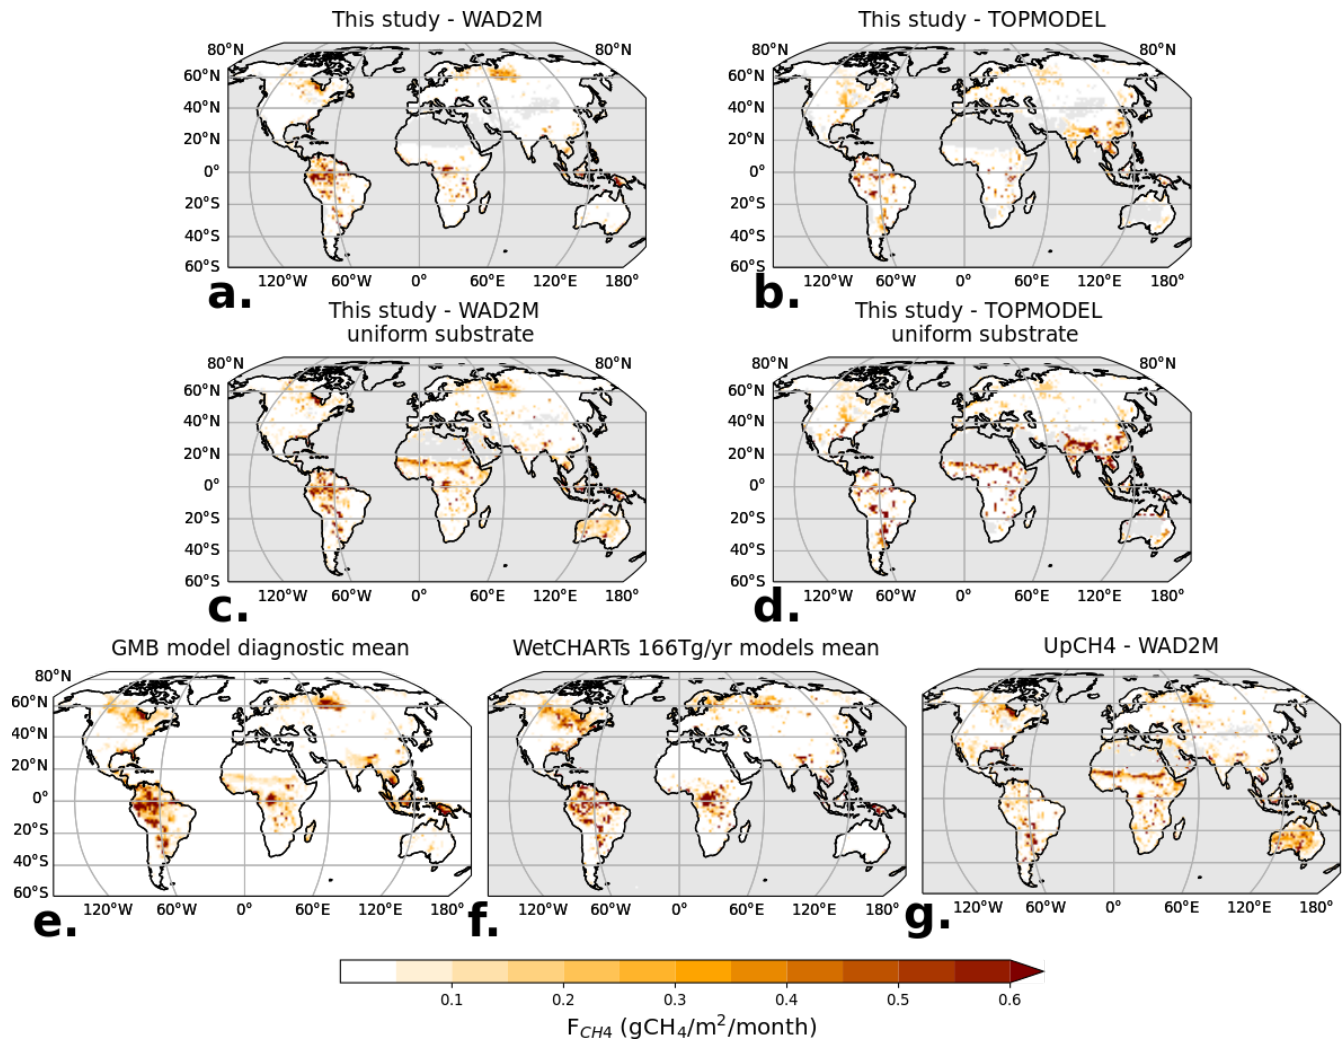 This study - WAD2M
This study - TOPMODEL
80°N 80°N 80°N 80°N
60°N 60°N
40°N 40°N
20°N 20°N
0° 0°
20°S 20°S
40°S 40°S
60°S 60°S
120°W 60°W 0° 60°E 120°E 180° 120°W 60°W 0° 60°E 120°E 180°
a. b.
This study - WAD2M
uniform substrate
This study - TOPMODEL
uniform substrate
80°N 80°N 80°N 80°N
60°N 60°N
40°N 40°N
20°N 20°N
0° 0°
20°S 20°S
40°S 40°S
60°S 60°S
120°W 60°W 0° 60°E 120°E 180° 120°W 60°W 0° 60°E 120°E 180°
c. d.
GMB model diagnostic mean
WetCHARTs 166Tg/yr models mean
UpCH4 - WAD2M
80°N
60°N
40°N
20°N
0°
20°S
40°S
60°S
120°W 60°W 0° 60°E 120°E 180° 120°W 60°W 0° 60°E 120°E 180° 120°W 60°W 0° 60°E 120°E 180°
e. f. g.
0.1 0.2 0.3 0.4 0.5 0.6
F_CH4 (gCH₄/m²/month)